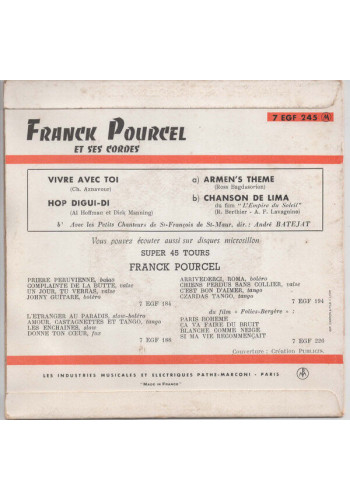 7 EGF 245 M
FRANCK POURCEL
ET SES CORDES
VIVRE AVEC TOI
(Ch. Aznavour)
HOP DIGUI-DI
(Al Hoffman et Dick Manning)
a) ARMEN'S THEME
(Ross Bagdasarian)
b) CHANSON DE LIMA
du film "L'Empire du Soleil"
(R. Berthier - A. F. Lavagnino)
b' Avec les Petits Chanteurs de St-François de St-Maur, dir : André BATEJAT
Vous pouvez écouter aussi sur disques microsillon
SUPER 45 TOURS
FRANCK POURCEL
PRIERE PERUVIENNE, baïao
COMPLAINTE DE LA BUTTE, valse
UN JOUR, TU VERRAS, valse
JOHNY GUITARE, boléro
7 EGF 184
L'ETRANGER AU PARADIS, slow-boléro
AMOUR, CASTAGNETTES ET TANGO, tango
LES ENCHAINES, slow
DONNE TON CŒUR, fox
7 EGF 188
ARRIVEDERCI, ROMA, boléro
CHIENS PERDUS SANS COLLIER, valse
C'EST BON D'AIMER, tango
CZARDAS TANGO, tango
7 EGF 194
du film « Folies-Bergère » :
PARIS-BOHEME
CA VA FAIRE DU BRUIT
BLANCHE COMME NEIGE
SI MA VIE RECOMMENÇAIT
7 EGF 220
Couverture : Création PUBLICIS.
LES INDUSTRIES MUSICALES ET ELECTRIQUES PATHE-MARCONI - PARIS
"MADE IN FRANCE"